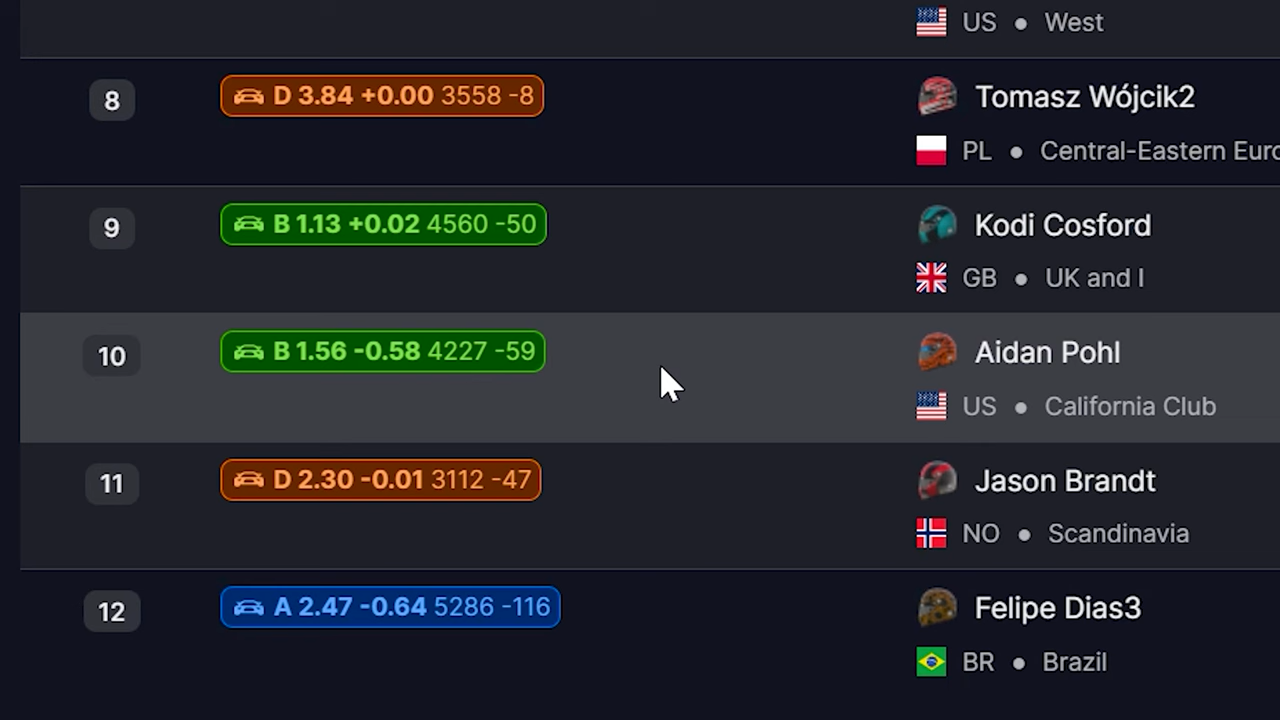 US • West
8 D 3.84 +0.00 3558 -8 Tomasz Wójcik2
PL • Central-Eastern Euro
9 B 1.13 +0.02 4560 -50 Kodi Cosford
GB • UK and I
10 B 1.56 -0.58 4227 -59 Aidan Pohl
US • California Club
11 D 2.30 -0.01 3112 -47 Jason Brandt
NO • Scandinavia
12 A 2.47 -0.64 5286 -116 Felipe Dias3
BR • Brazil